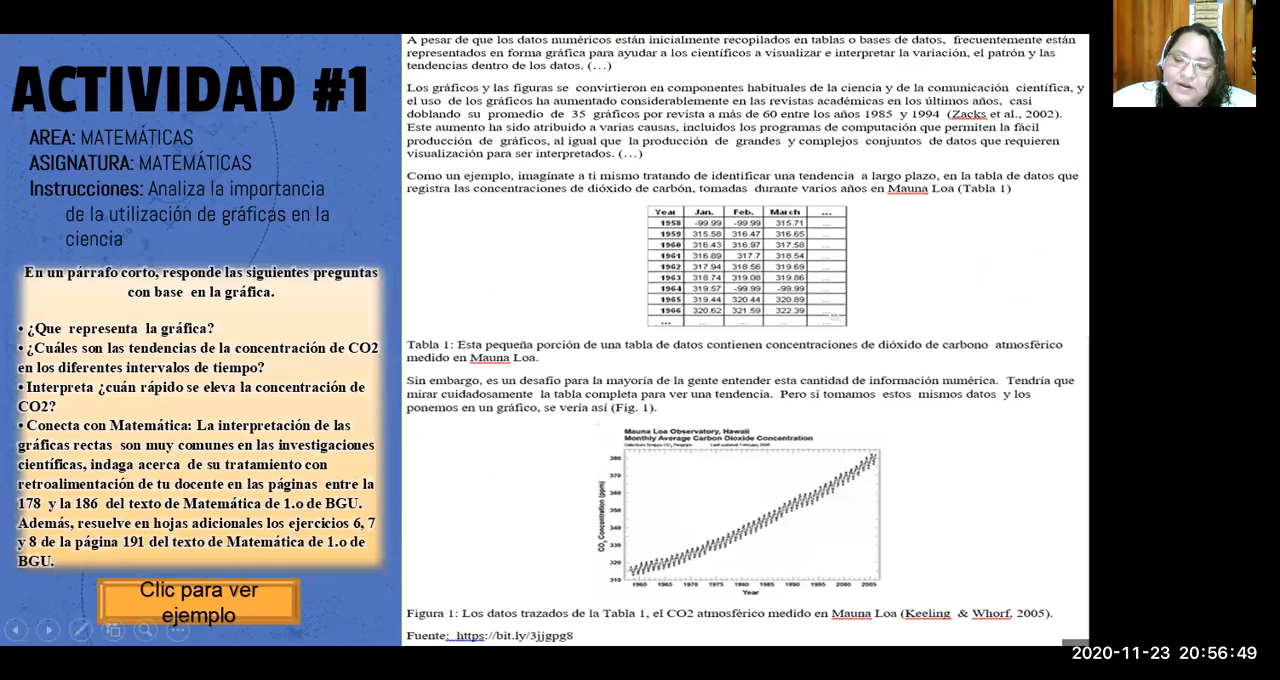 ACTIVIDAD #1
AREA: MATEMÁTICAS
ASIGNATURA: MATEMÁTICAS
Instrucciones: Analiza la importancia
de la utilización de gráficas en la
ciencia
En un párrafo corto, responde las siguientes preguntas
con base en la gráfica.
• ¿Que representa la gráfica?
• ¿Cuáles son las tendencias de la concentración de CO2
en los diferentes intervalos de tiempo?
• Interpreta ¿cuán rápido se eleva la concentración de
CO2?
• Conecta con Matemática: La interpretación de las
gráficas rectas son muy comunes en las investigaciones
científicas, indaga acerca de su tratamiento con
retroalimentación de tu docente en las páginas entre la
178 y la 186 del texto de Matemática de 1.o de BGU.
Además, resuelve en hojas adicionales los ejercicios 6, 7
y 8 de la página 191 del texto de Matemática de 1.o de
BGU.
Clic para ver
ejemplo
A pesar de que los datos numéricos están inicialmente recopilados en tablas o bases de datos, frecuentemente están
representados en forma gráfica para ayudar a los científicos a visualizar e interpretar la variación, el patrón y las
tendencias dentro de los datos. (…)
Los gráficos y las figuras se convirtieron en componentes habituales de la ciencia y de la comunicación científica, y
el uso de los gráficos ha aumentado considerablemente en las revistas académicas en los últimos años, casi
doblando su promedio de 35 gráficos por revista a más de 60 entre los años 1985 y 1994 (Zacks et al., 2002).
Este aumento ha sido atribuido a varias causas, incluidos los programas de computación que permiten la fácil
producción de gráficos, al igual que la producción de grandes y complejos conjuntos de datos que requieren
visualización para ser interpretados. (…)
Como un ejemplo, imagínate a ti mismo tratando de identificar una tendencia a largo plazo, en la tabla de datos que
registra las concentraciones de dióxido de carbón, tomadas durante varios años en Mauna Loa (Tabla 1)
Year Jan. Feb. March ...
1958 -99.99 -99.99 315.71 ...
1959 315.58 316.47 316.65 ...
1960 316.43 316.97 317.58 ...
1961 316.89 317.7 318.54 ...
1962 317.94 318.56 319.69 ...
1963 318.74 319.08 319.86 ...
1964 319.57 -99.99 -99.99 ...
1965 319.44 320.44 320.89 ...
1966 320.62 321.59 322.39 ...
... ... ... ... ...
Tabla 1: Esta pequeña porción de una tabla de datos contienen concentraciones de dióxido de carbono atmosférico
medido en Mauna Loa.
Sin embargo, es un desafío para la mayoría de la gente entender esta cantidad de información numérica. Tendría que
mirar cuidadosamente la tabla completa para ver una tendencia. Pero si tomamos estos mismos datos y los
ponemos en un gráfico, se vería así (Fig. 1).
Mauna Loa Observatory, Hawaii
Monthly Average Carbon Dioxide Concentration
CO2 Concentration (ppm)
380
370
360
350
340
330
320
310
1960 1965 1970 1975 1980 1985 1990 1995 2000 2005
Year
Figura 1: Los datos trazados de la Tabla 1, el CO2 atmosférico medido en Mauna Loa (Keeling & Whorf, 2005).
Fuente: https://bit.ly/3jjgpg8
2020-11-23 20:56:49